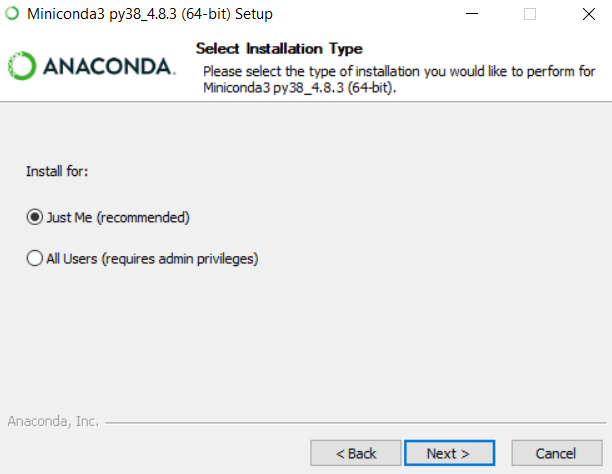 Miniconda3 py38_4.8.3 (64-bit) Setup
ANACONDA.
Select Installation Type
Please select the type of installation you would like to perform for
Miniconda3 py38_4.8.3 (64-bit).
Install for:
Just Me (recommended)
All Users (requires admin privileges)
Anaconda, Inc.
< Back
Next >
Cancel